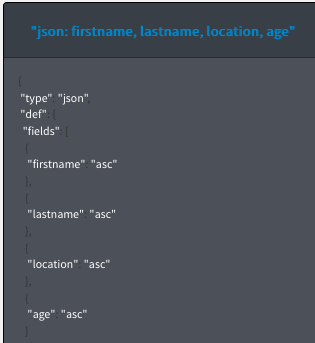 "json: firstname, lastname, location, age"
{
"type": "json",
"def": {
"fields": [
{
"firstname": "asc"
},
{
"lastname": "asc"
},
{
"location": "asc"
},
{
"age": "asc"
}